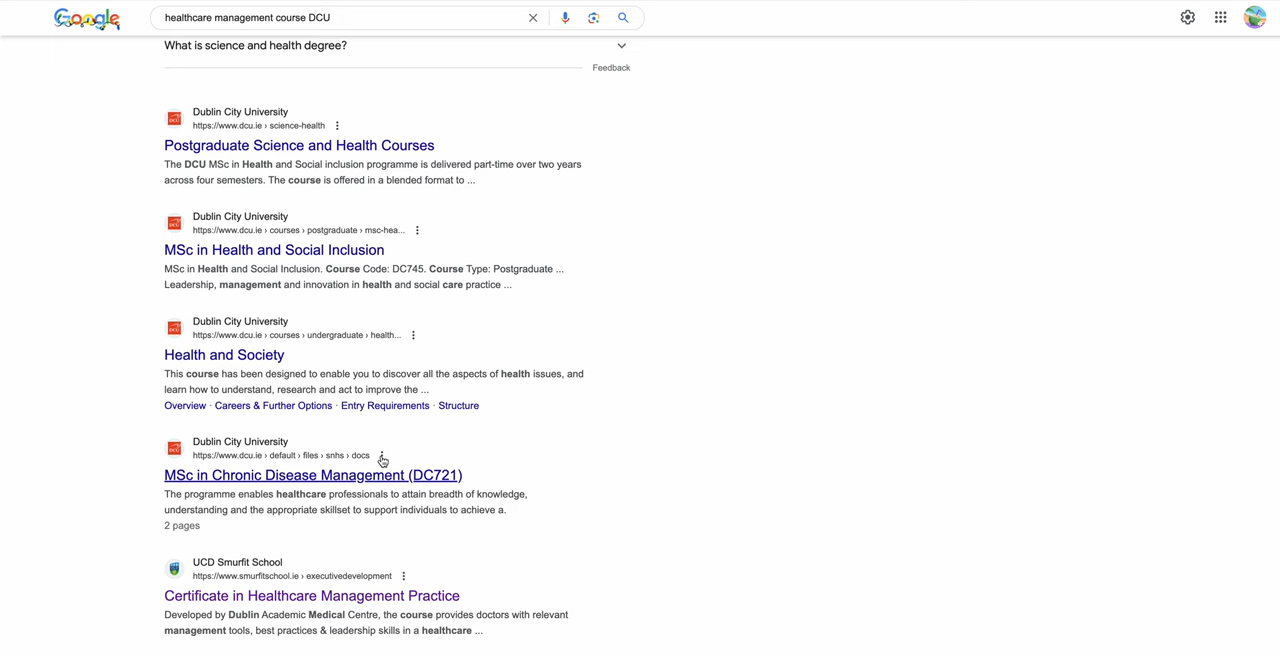 Google
healthcare management course DCU
What is science and health degree?
Feedback
Dublin City University
https://www.dcu.ie › science-health
Postgraduate Science and Health Courses
The DCU MSc in Health and Social inclusion programme is delivered part-time over two years
across four semesters. The course is offered in a blended format to ...
Dublin City University
https://www.dcu.ie › courses › postgraduate › msc-hea...
MSc in Health and Social Inclusion
MSc in Health and Social Inclusion. Course Code: DC745. Course Type: Postgraduate ...
Leadership, management and innovation in health and social care practice ...
Dublin City University
https://www.dcu.ie › courses › undergraduate › health...
Health and Society
This course has been designed to enable you to discover all the aspects of health issues, and
learn how to understand, research and act to improve the ...
Overview · Careers & Further Options · Entry Requirements · Structure
Dublin City University
https://www.dcu.ie › default › files › snhs › docs
MSc in Chronic Disease Management (DC721)
The programme enables healthcare professionals to attain breadth of knowledge,
understanding and the appropriate skillset to support individuals to achieve a.
2 pages
UCD Smurfit School
https://www.smurfitschool.ie › executivedevelopment
Certificate in Healthcare Management Practice
Developed by Dublin Academic Medical Centre, the course provides doctors with relevant
management tools, best practices & leadership skills in a healthcare ...